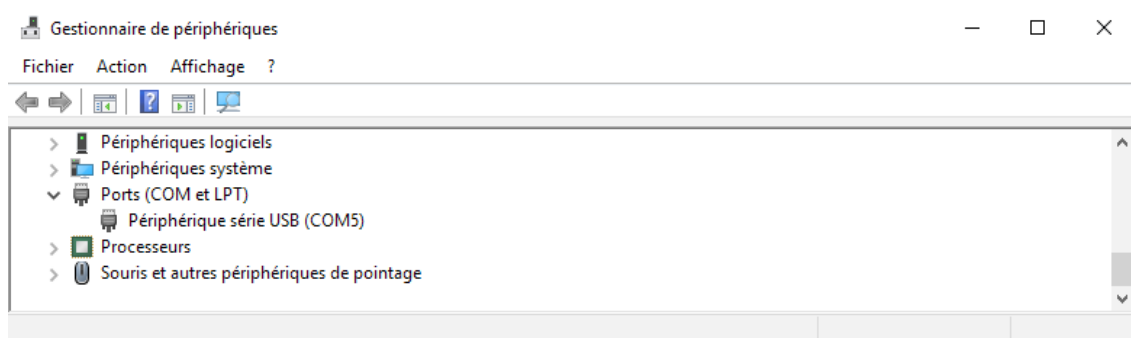 Gestionnaire de périphériques
Fichier Action Affichage ?
Périphériques logiciels
Périphériques système
Ports (COM et LPT)
Périphérique série USB (COM5)
Processeurs
Souris et autres périphériques de pointage